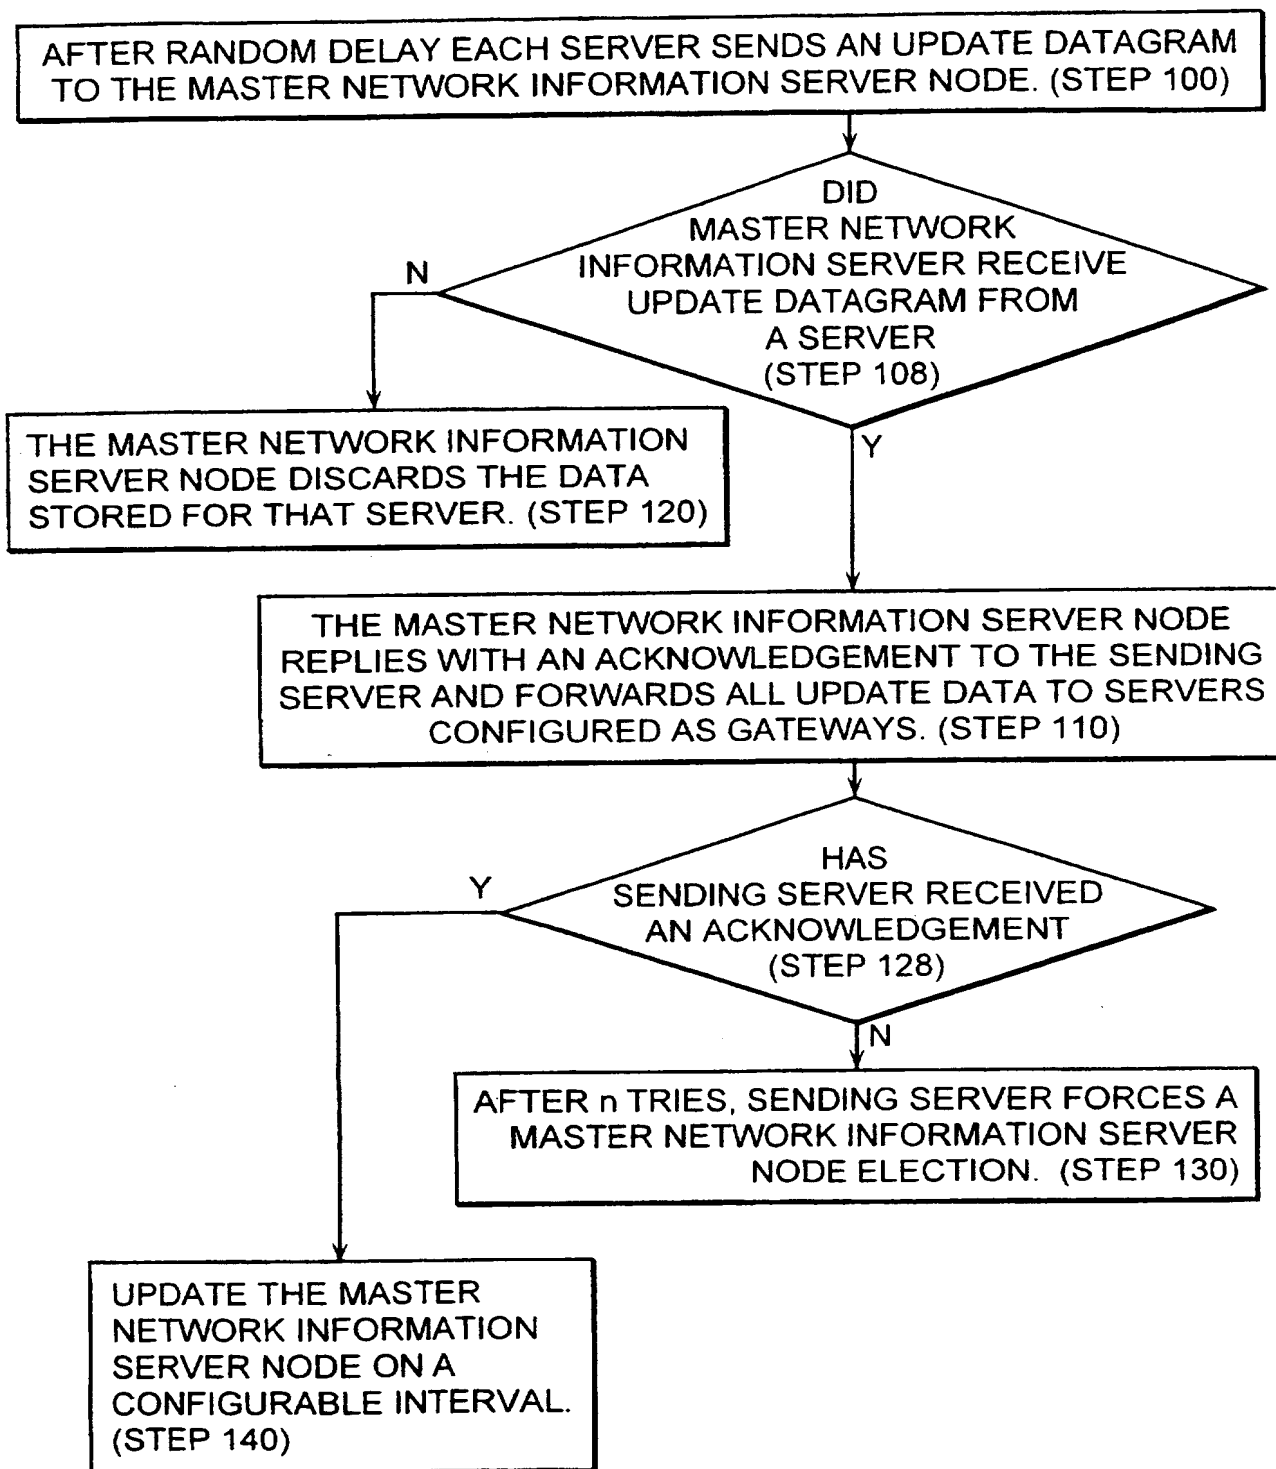 AFTER RANDOM DELAY EACH SERVER SENDS AN UPDATE DATAGRAM
TO THE MASTER NETWORK INFORMATION SERVER NODE. (STEP 100)
DID
MASTER NETWORK
INFORMATION SERVER RECEIVE
UPDATE DATAGRAM FROM
A SERVER
(STEP 108)
N
Y
THE MASTER NETWORK INFORMATION
SERVER NODE DISCARDS THE DATA
STORED FOR THAT SERVER. (STEP 120)
THE MASTER NETWORK INFORMATION SERVER NODE
REPLIES WITH AN ACKNOWLEDGEMENT TO THE SENDING
SERVER AND FORWARDS ALL UPDATE DATA TO SERVERS
CONFIGURED AS GATEWAYS. (STEP 110)
HAS
SENDING SERVER RECEIVED
AN ACKNOWLEDGEMENT
(STEP 128)
Y
N
AFTER n TRIES, SENDING SERVER FORCES A
MASTER NETWORK INFORMATION SERVER
NODE ELECTION. (STEP 130)
UPDATE THE MASTER
NETWORK INFORMATION
SERVER NODE ON A
CONFIGURABLE INTERVAL.
(STEP 140)